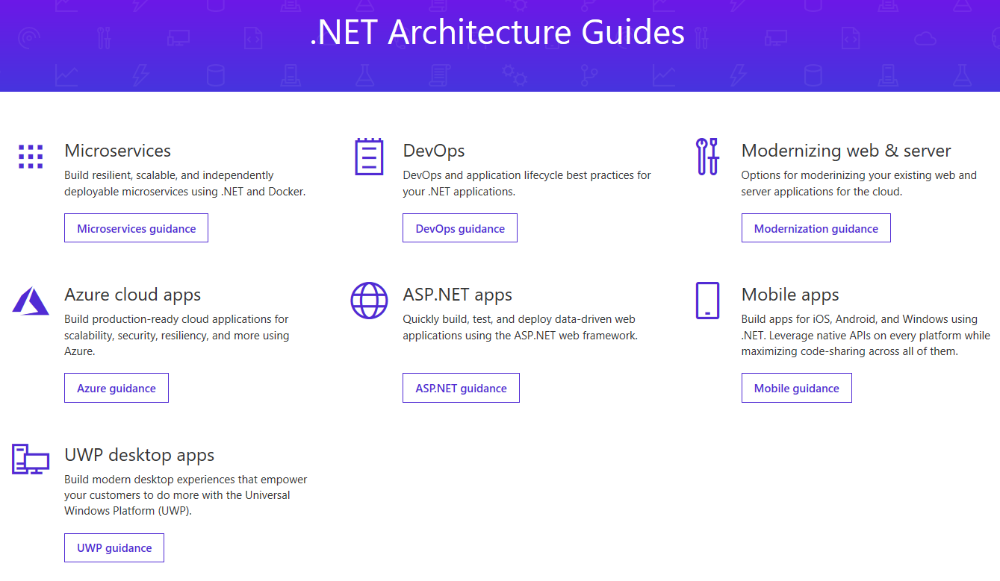 .NET Architecture Guides
Microservices
Build resilient, scalable, and independently
deployable microservices using .NET and Docker.
Microservices guidance
DevOps
DevOps and application lifecycle best practices for
your .NET applications.
DevOps guidance
Modernizing web & server
Options for moderinizing your existing web and
server applications for the cloud.
Modernization guidance
Azure cloud apps
Build production-ready cloud applications for
scalability, security, resiliency, and more using
Azure.
Azure guidance
ASP.NET apps
Quickly build, test, and deploy data-driven web
applications using the ASP.NET web framework.
ASP.NET guidance
Mobile apps
Build apps for iOS, Android, and Windows using
.NET. Leverage native APIs on every platform while
maximizing code-sharing across all of them.
Mobile guidance
UWP desktop apps
Build modern desktop experiences that empower
your customers to do more with the Universal
Windows Platform (UWP).
UWP guidance